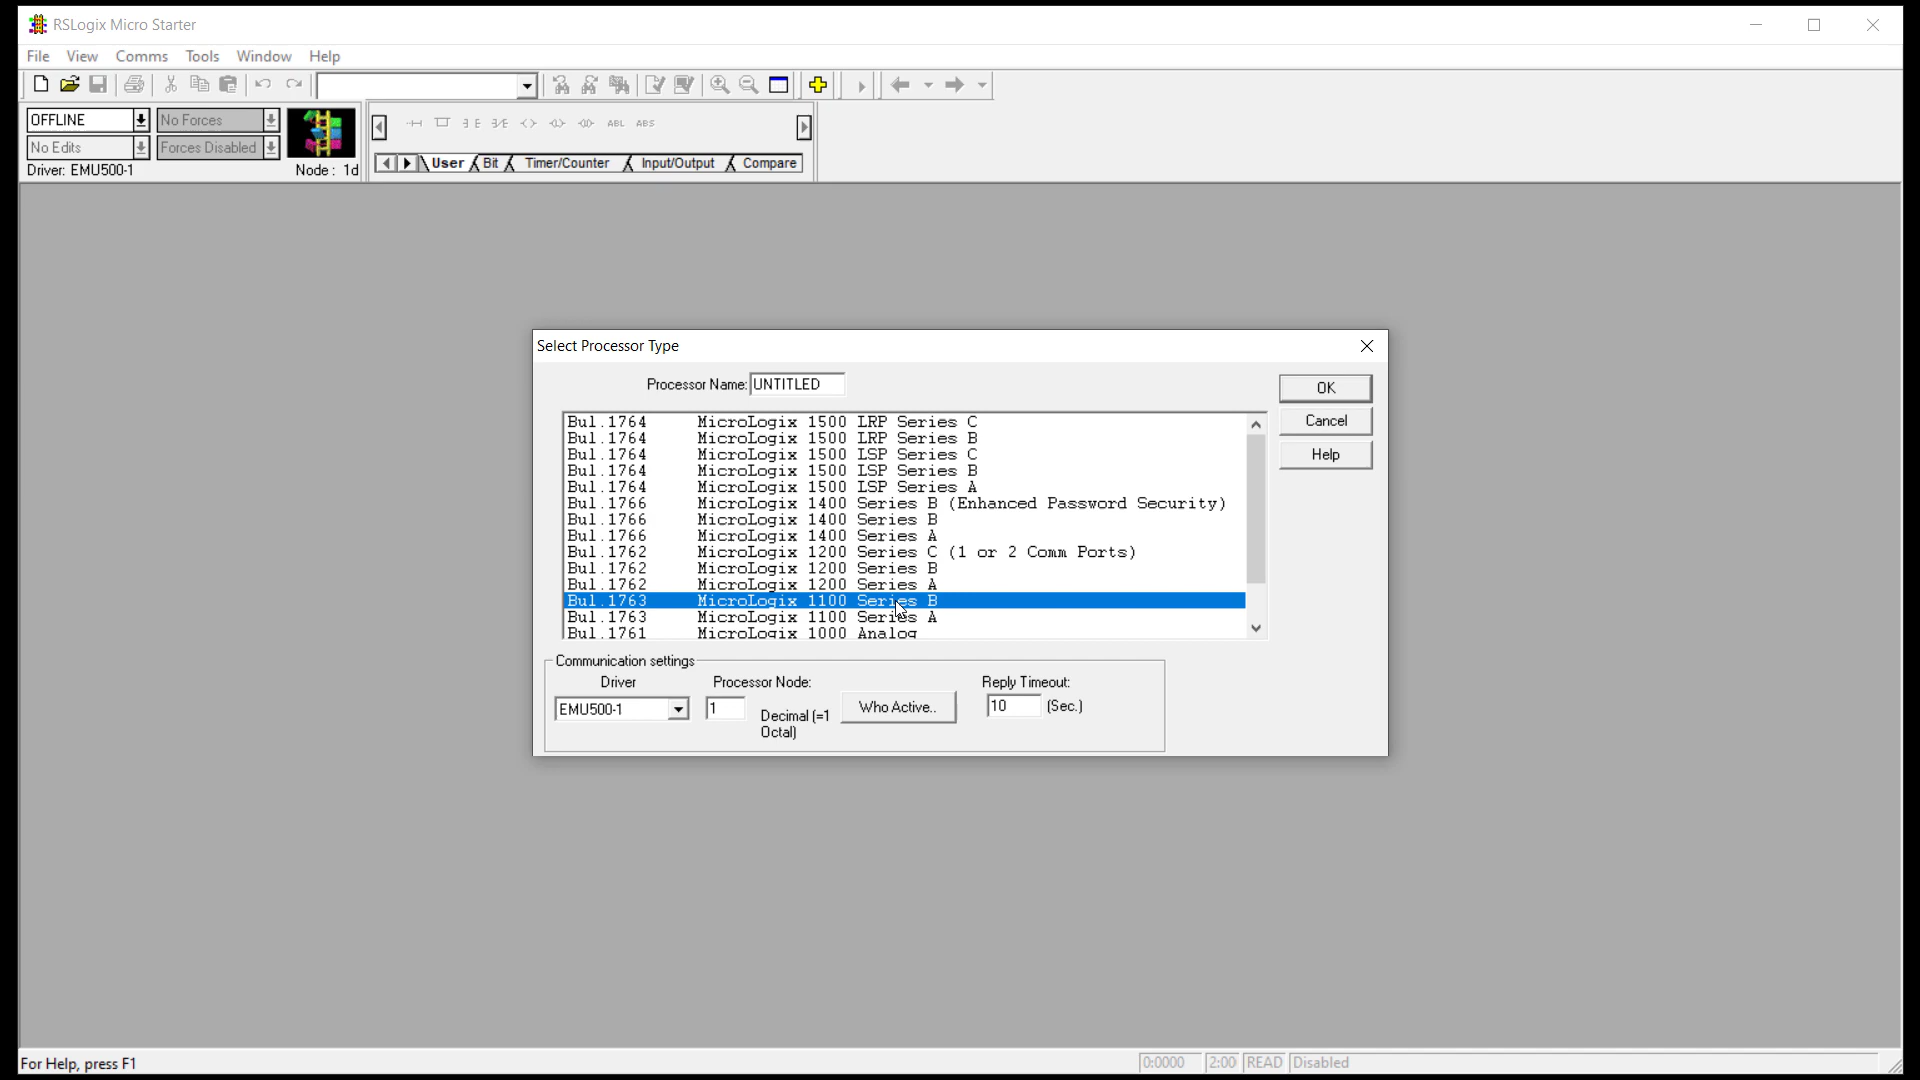 RSLogix Micro Starter
File View Comms Tools Window Help
OFFLINE No Forces
No Edits Forces Disabled
Driver: EMU500-1 Node : 1d
ABL ABS
User Bit Timer/Counter Input/Output Compare
Select Processor Type
Processor Name: UNTITLED
OK
Cancel
Help
Bul.1764 MicroLogix 1500 LRP Series C
Bul.1764 MicroLogix 1500 LRP Series B
Bul.1764 MicroLogix 1500 LSP Series C
Bul.1764 MicroLogix 1500 LSP Series B
Bul.1764 MicroLogix 1500 LSP Series A
Bul.1766 MicroLogix 1400 Series B (Enhanced Password Security)
Bul.1766 MicroLogix 1400 Series B
Bul.1766 MicroLogix 1400 Series A
Bul.1762 MicroLogix 1200 Series C (1 or 2 Comm Ports)
Bul.1762 MicroLogix 1200 Series B
Bul.1762 MicroLogix 1200 Series A
Bul.1763 MicroLogix 1100 Series B
Bul.1763 MicroLogix 1100 Series A
Bul.1761 MicroLogix 1000 Analog
Communication settings
Driver Processor Node: Reply Timeout:
EMU500-1 1 Who Active.. 10 (Sec.)
Decimal (=1
Octal)
For Help, press F1 0:0000 2:00 READ Disabled